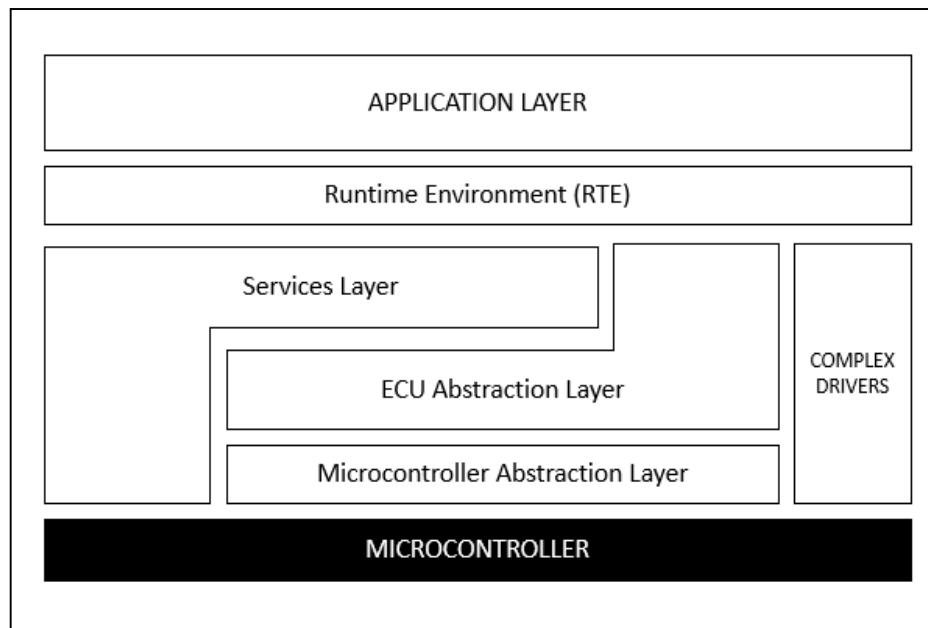 APPLICATION LAYER
Runtime Environment (RTE)
Services Layer
COMPLEX
DRIVERS
ECU Abstraction Layer
Microcontroller Abstraction Layer
MICROCONTROLLER